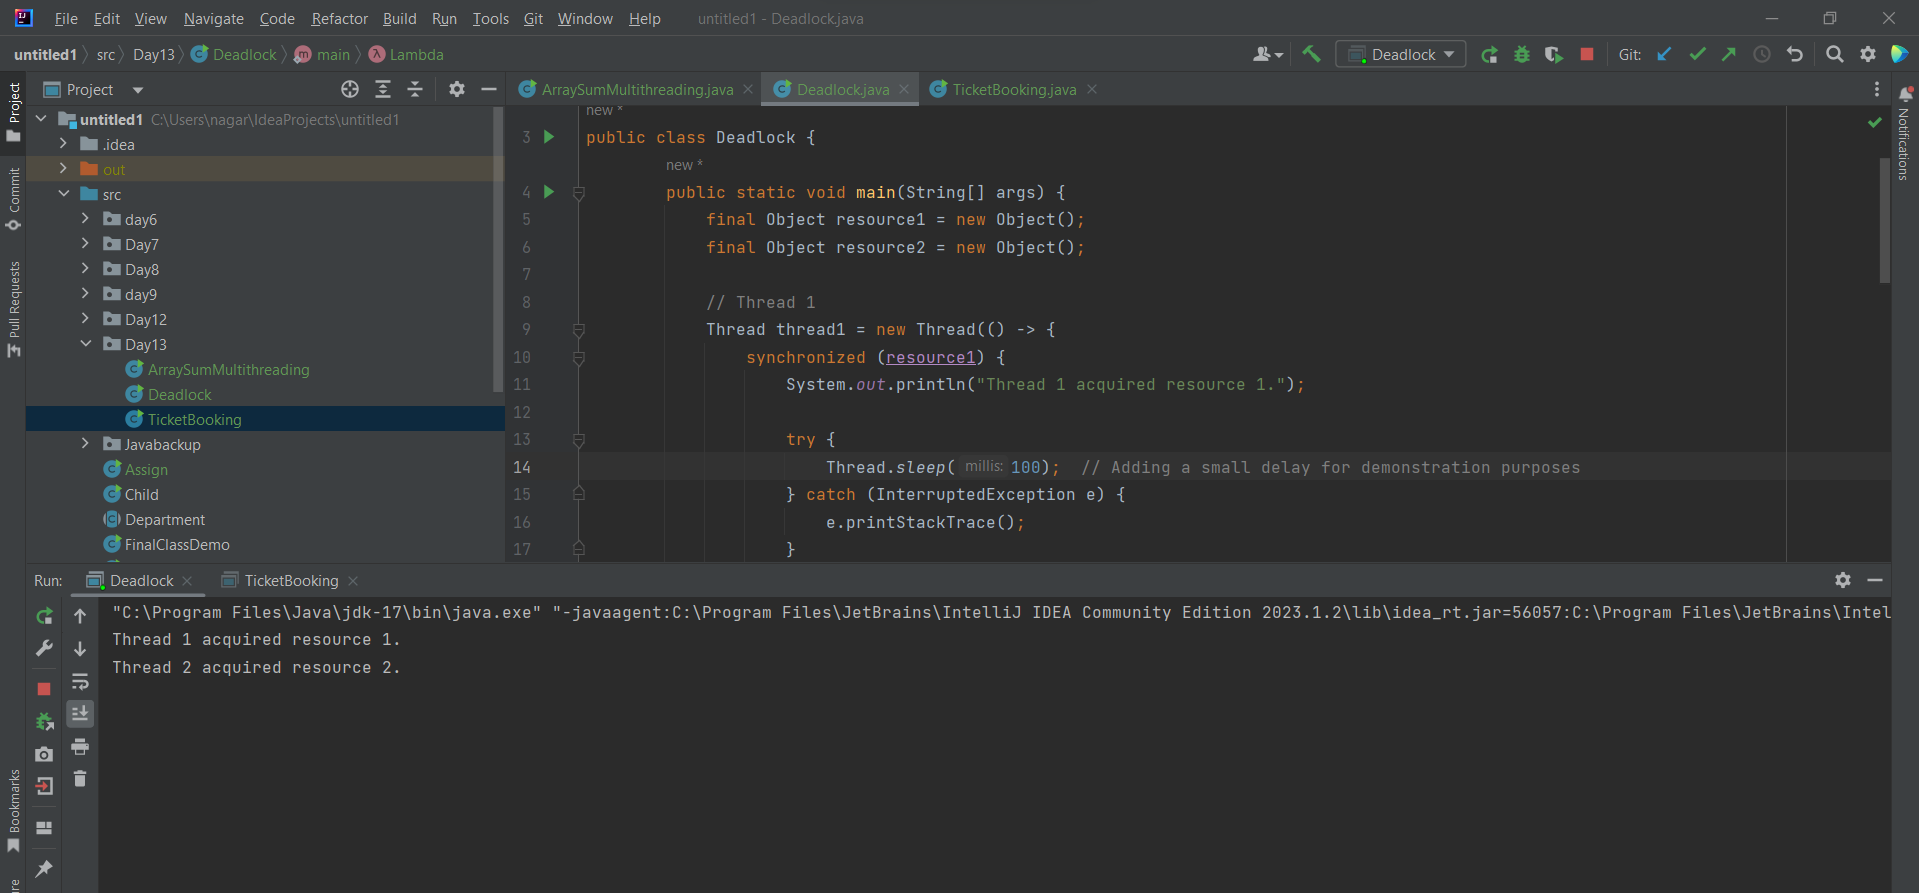 File Edit View Navigate Code Refactor Build Run Tools Git Window Help untitled1 - Deadlock.java
untitled1 src Day13 Deadlock main Lambda Deadlock Git:
Project
Project
Commit
Pull Requests
Bookmarks
Notifications
untitled1 C:\Users\nagar\IdeaProjects\untitled1
.idea
out
src
day6
Day7
Day8
day9
Day12
Day13
ArraySumMultithreading
Deadlock
TicketBooking
Javabackup
Assign
Child
Department
FinalClassDemo
ArraySumMultithreading.java Deadlock.java TicketBooking.java
new *
3 public class Deadlock {
new *
4 public static void main(String[] args) {
5 final Object resource1 = new Object();
6 final Object resource2 = new Object();
7
8 // Thread 1
9 Thread thread1 = new Thread(() -> {
10 synchronized (resource1) {
11 System.out.println("Thread 1 acquired resource 1.");
12
13 try {
14 Thread.sleep( millis: 100); // Adding a small delay for demonstration purposes
15 } catch (InterruptedException e) {
16 e.printStackTrace();
17 }
Run: Deadlock TicketBooking
"C:\Program Files\Java\jdk-17\bin\java.exe" "-javaagent:C:\Program Files\JetBrains\IntelliJ IDEA Community Edition 2023.1.2\lib\idea_rt.jar=56057:C:\Program Files\JetBrains\Intel
Thread 1 acquired resource 1.
Thread 2 acquired resource 2.